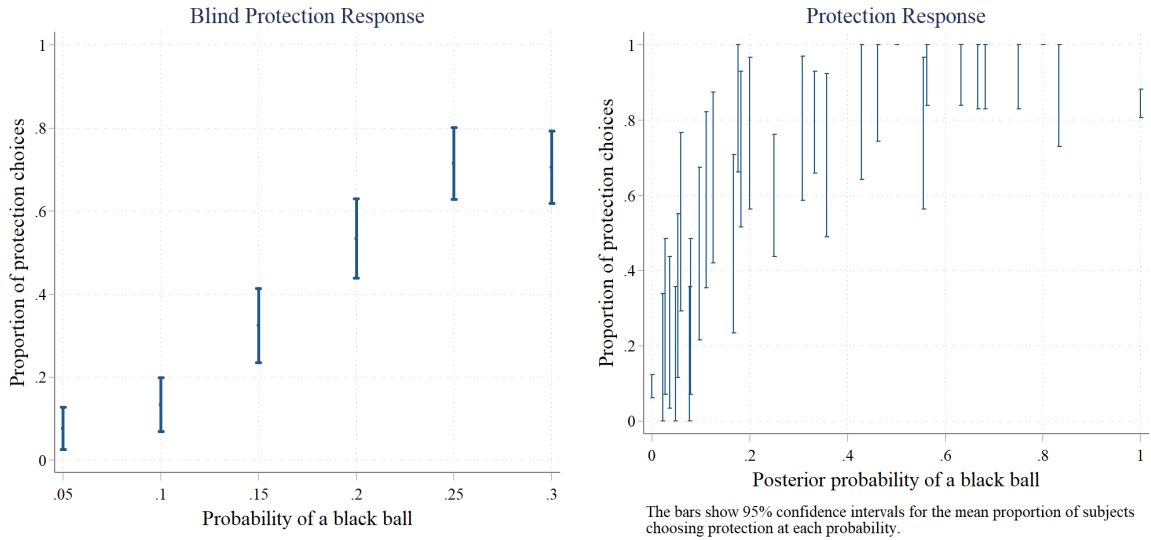 Blind Protection Response
Proportion of protection choices
1
.8
.6
.4
.2
0
.05 .1 .15 .2 .25 .3
Probability of a black ball
Protection Response
Proportion of protection choices
1
.8
.6
.4
.2
0
0 .2 .4 .6 .8 1
Posterior probability of a black ball
The bars show 95% confidence intervals for the mean proportion of subjects
choosing protection at each probability.